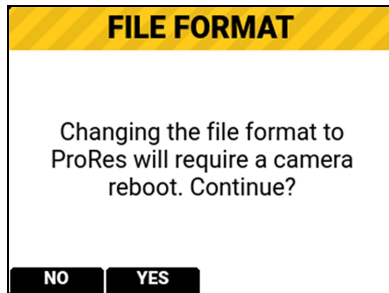 FILE FORMAT
Changing the file format to
ProRes will require a camera
reboot. Continue?
NO YES